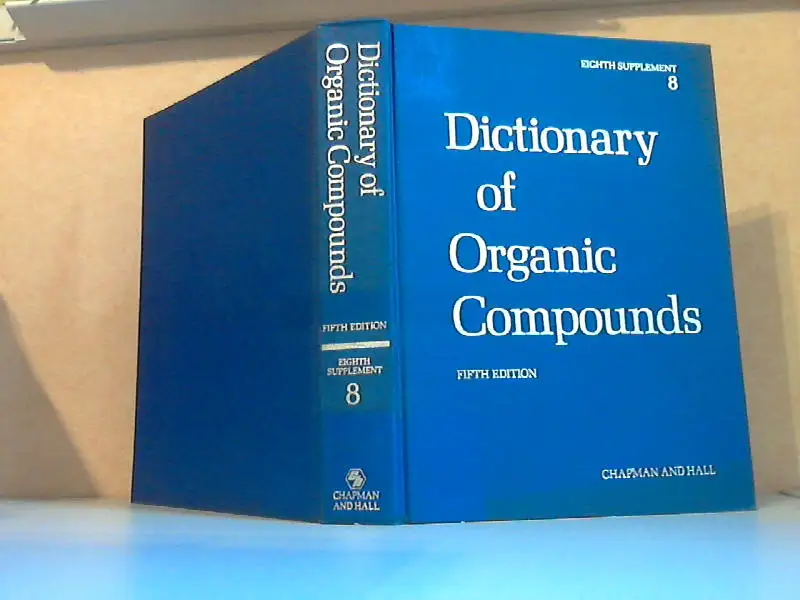 Dictionary of
Organic Compounds
FIFTH EDITION
EIGHTH
SUPPLEMENT
8
CHAPMAN
AND HALL
EIGHTH SUPPLEMENT
8
Dictionary
of
Organic
Compounds
FIFTH EDITION
CHAPMAN AND HALL